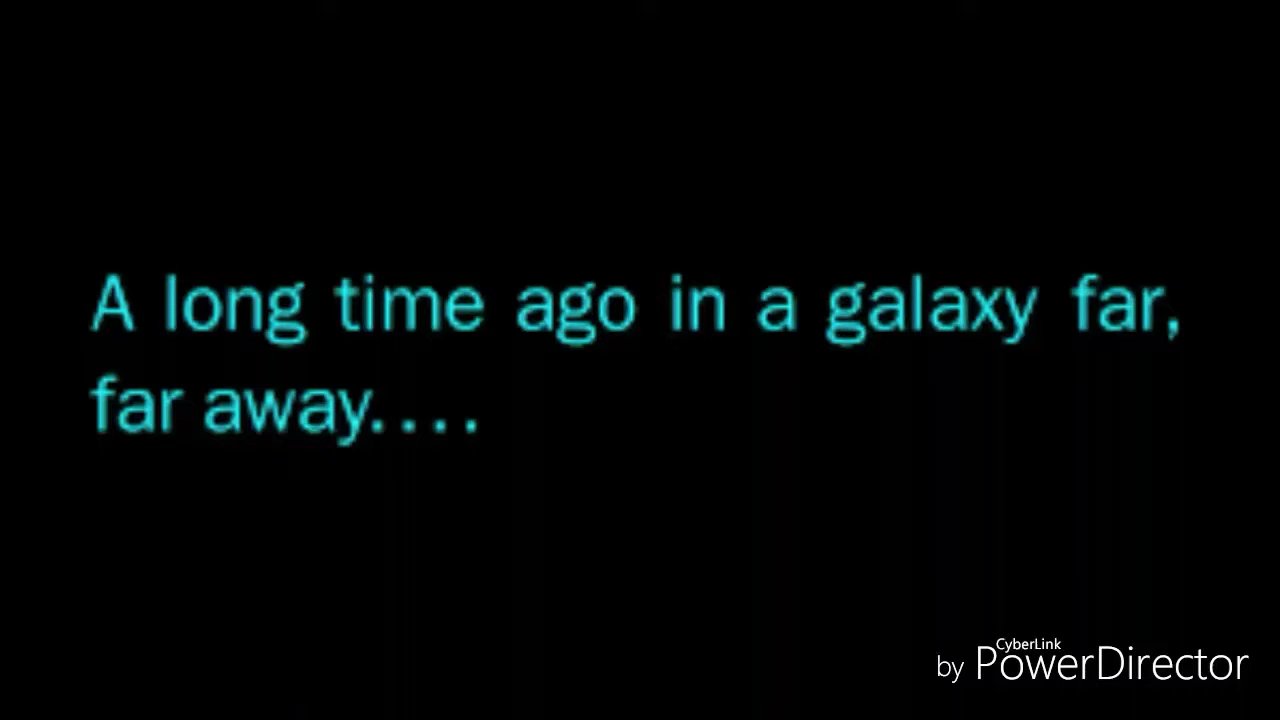 A long time ago in a galaxy far,
far away....
CyberLink
by PowerDirector